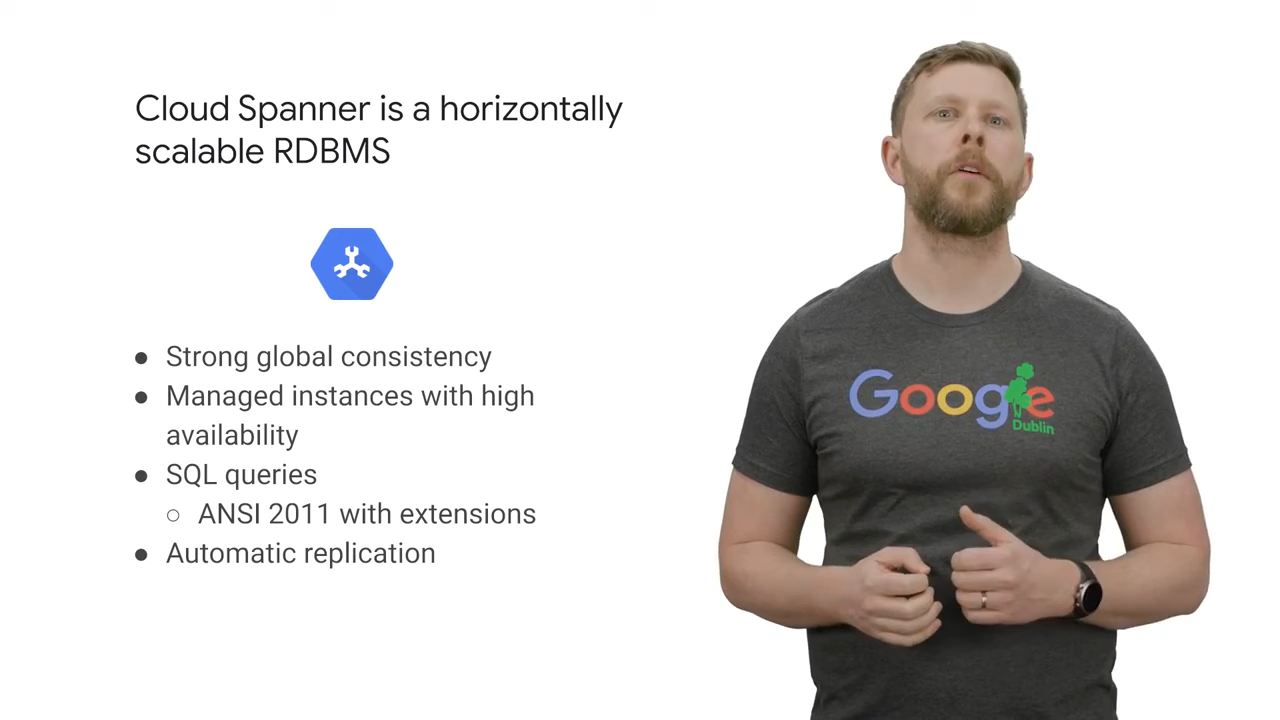 Cloud Spanner is a horizontally
scalable RDBMS
● Strong global consistency
● Managed instances with high
availability
● SQL queries
○ ANSI 2011 with extensions
● Automatic replication
Google
Dublin